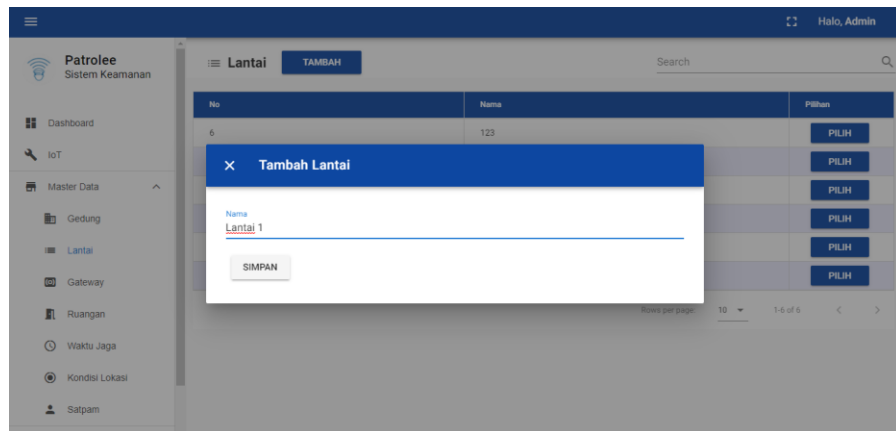 Halo, Admin
Patrolee
Sistem Keamanan
Lantai
TAMBAH
Search
No
Nama
Pilihan
6
123
PILIH
PILIH
PILIH
PILIH
PILIH
PILIH
Dashboard
IoT
Master Data
Gedung
Lantai
Gateway
Ruangan
Waktu Jaga
Kondisi Lokasi
Satpam
Tambah Lantai
Nama
Lantai 1
SIMPAN
Rows per page:
10
1-6 of 6